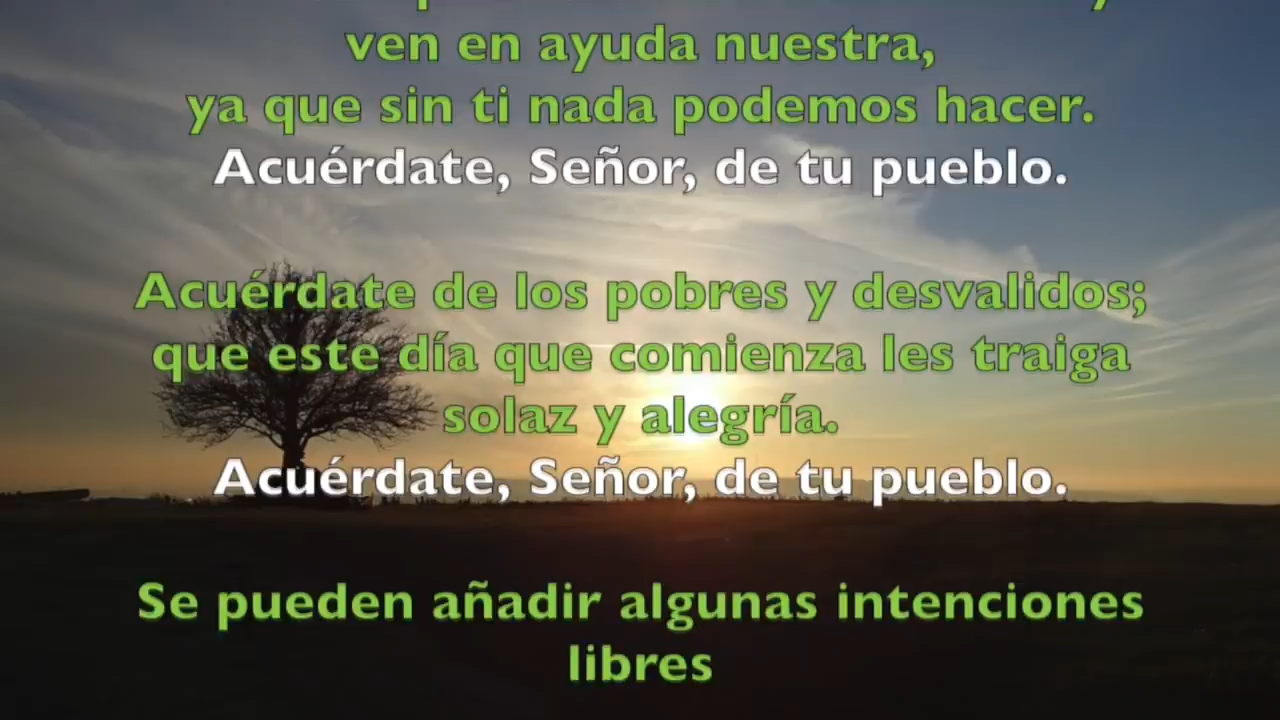 ven en ayuda nuestra,
ya que sin ti nada podemos hacer.
Acuérdate, Señor, de tu pueblo.
Acuérdate de los pobres y desvalidos;
que este día que comienza les traiga
solaz y alegría.
Acuérdate, Señor, de tu pueblo.
Se pueden añadir algunas intenciones
libres